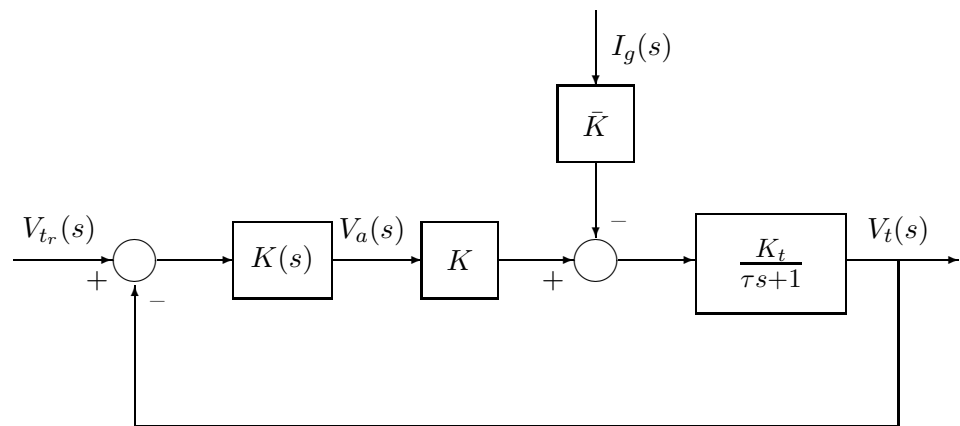 I_g(s)
K̄
–
V_{t_r}(s)
K(s)
V_a(s)
K
K_t
τs+1
V_t(s)
+
–
+